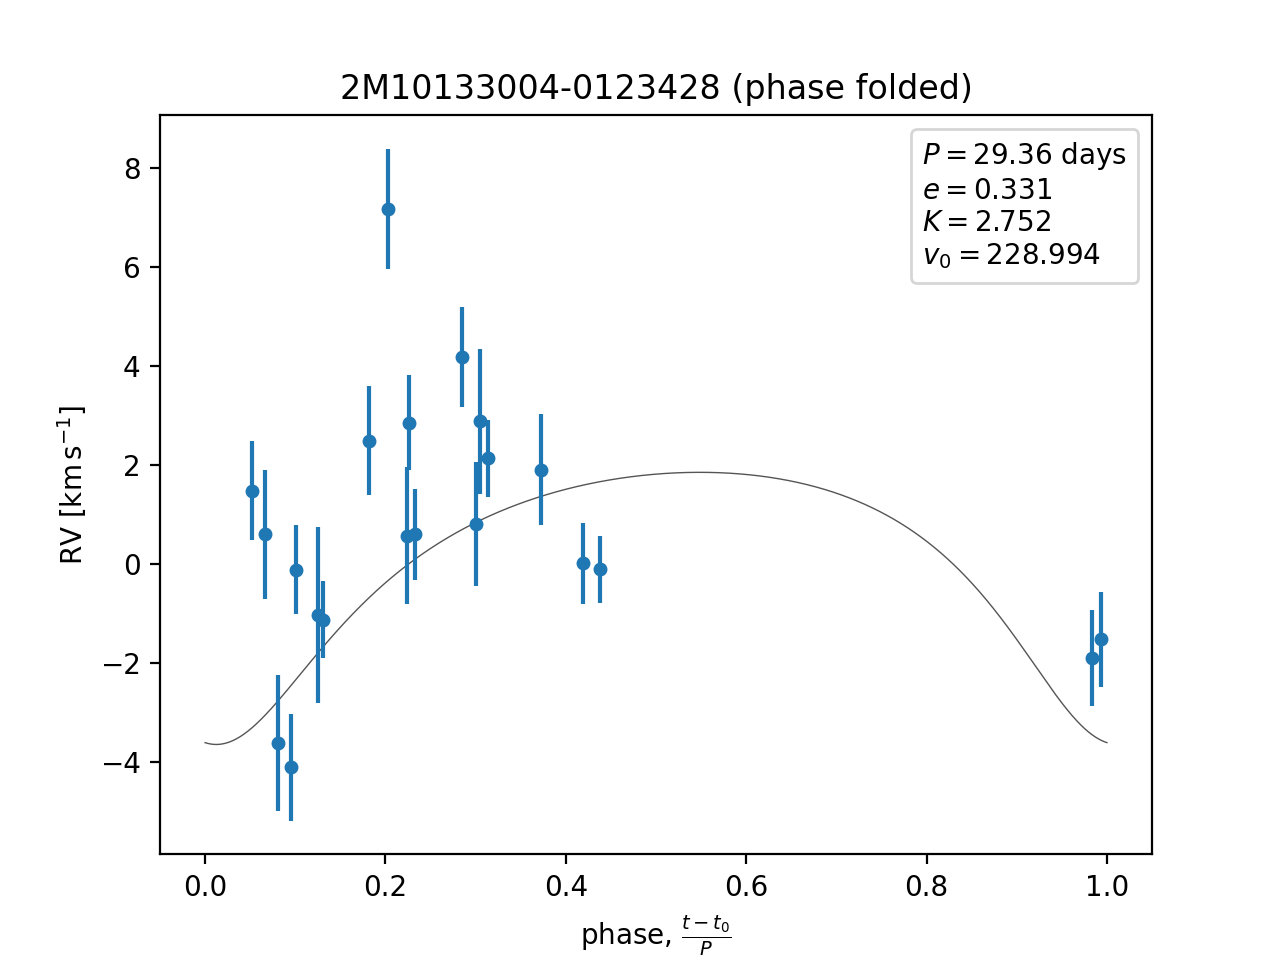 2M10133004-0123428 (phase folded)
P = 29.36 days
e = 0.331
K = 2.752
v₀ = 228.994
8
6
4
2
0
−2
−4
RV [km s⁻¹]
0.0 0.2 0.4 0.6 0.8 1.0
phase, (t − t₀)/P